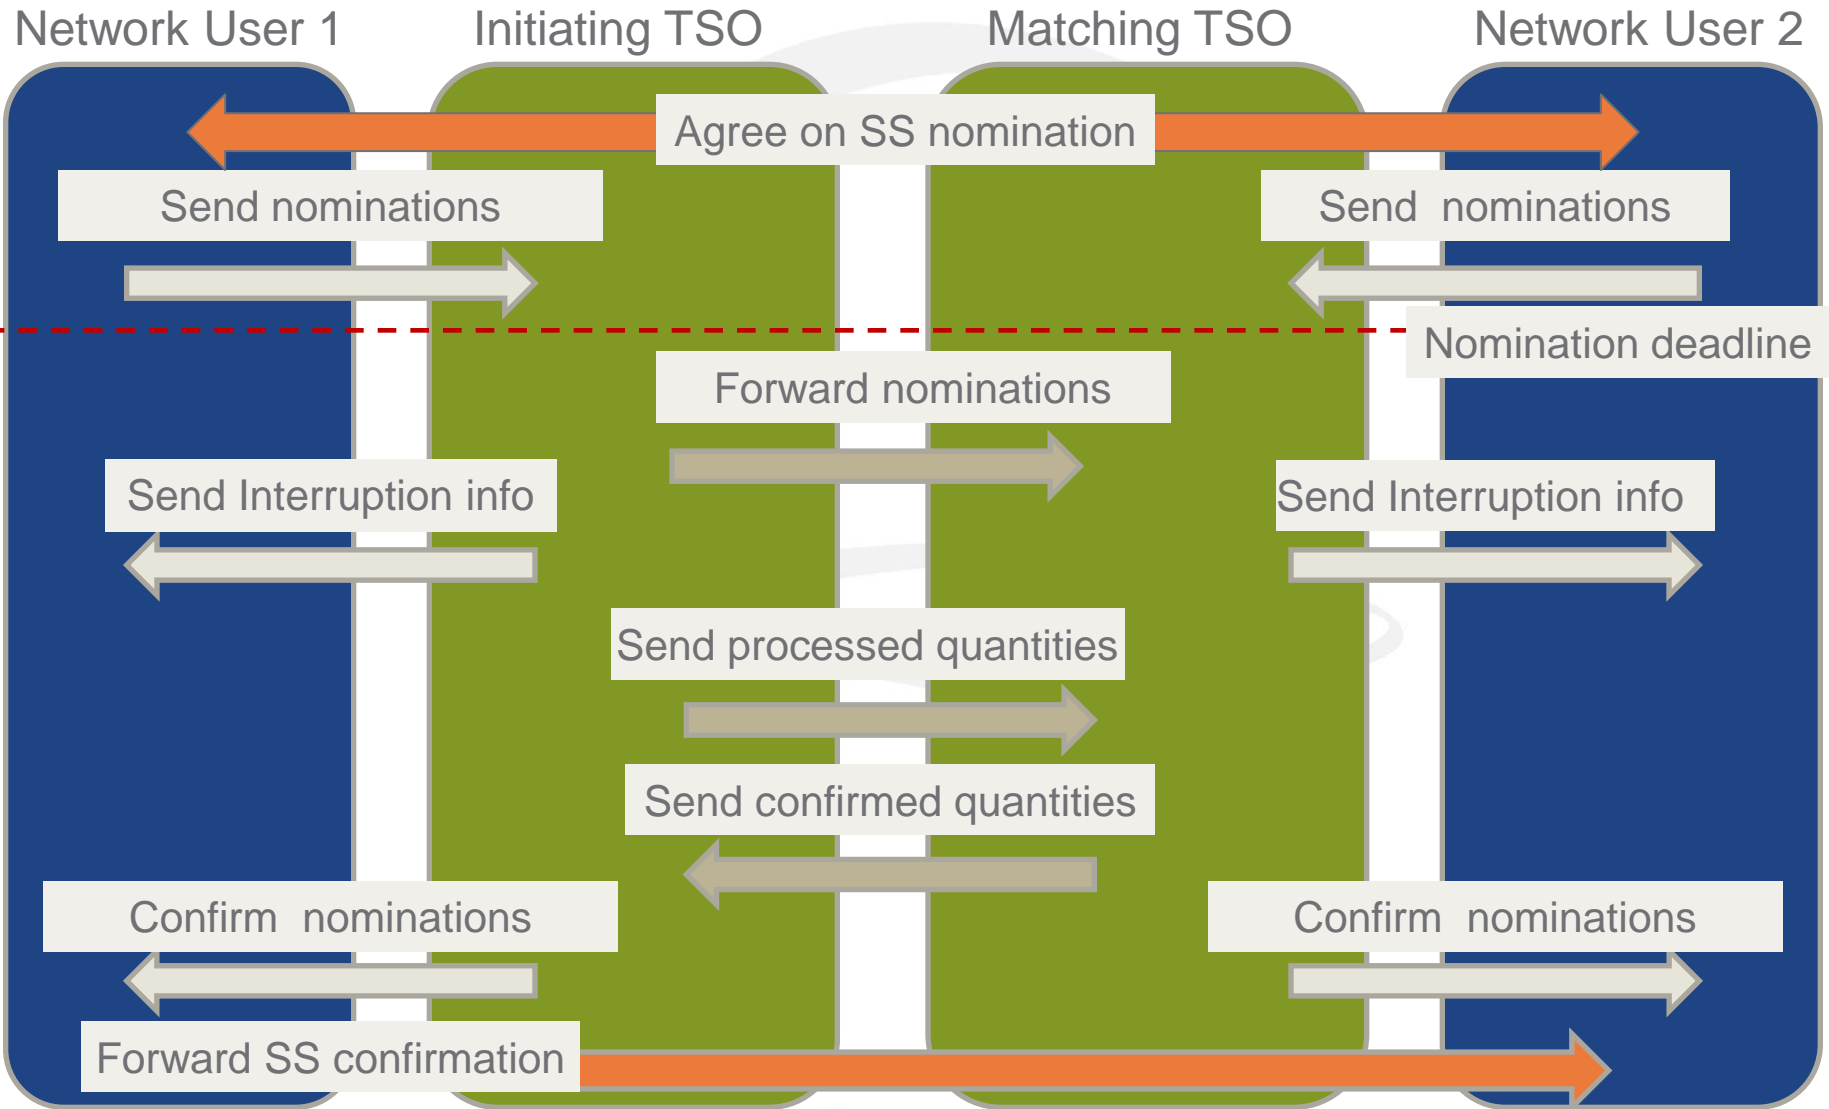 Network User 1
Initiating TSO
Matching TSO
Network User 2
Agree on SS nomination
Send nominations
Send nominations
Nomination deadline
Forward nominations
Send Interruption info
Send Interruption info
Send processed quantities
Send confirmed quantities
Confirm nominations
Confirm nominations
Forward SS confirmation